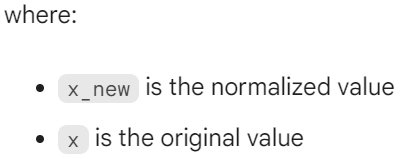 where:
• x_new is the normalized value
• x is the original value